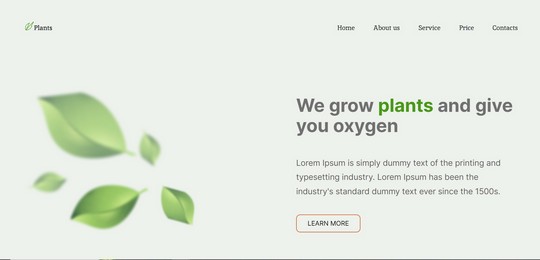 Plants
Home About us Service Price Contacts
We grow plants and give
you oxygen
Lorem Ipsum is simply dummy text of the printing and
typesetting industry. Lorem Ipsum has been the
industry's standard dummy text ever since the 1500s.
LEARN MORE